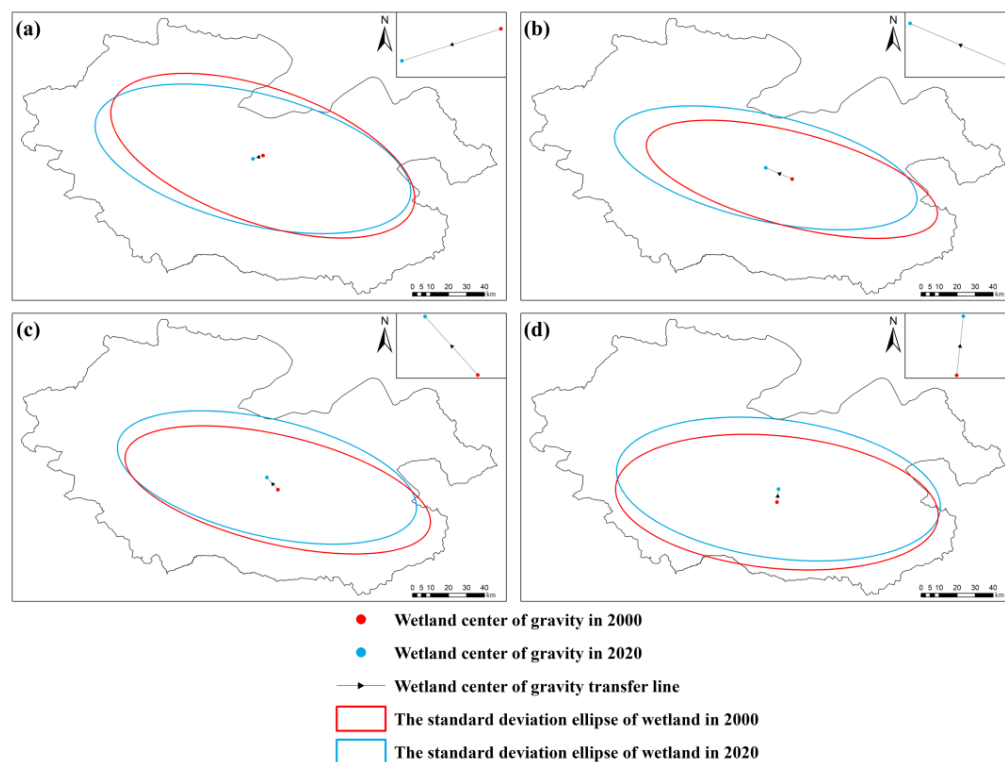 (a)
N
0 5 10 20 30 40
km
(b)
N
0 5 10 20 30 40
km
(c)
N
0 5 10 20 30 40
km
(d)
N
0 5 10 20 30 40
km
Wetland center of gravity in 2000
Wetland center of gravity in 2020
Wetland center of gravity transfer line
The standard deviation ellipse of wetland in 2000
The standard deviation ellipse of wetland in 2020